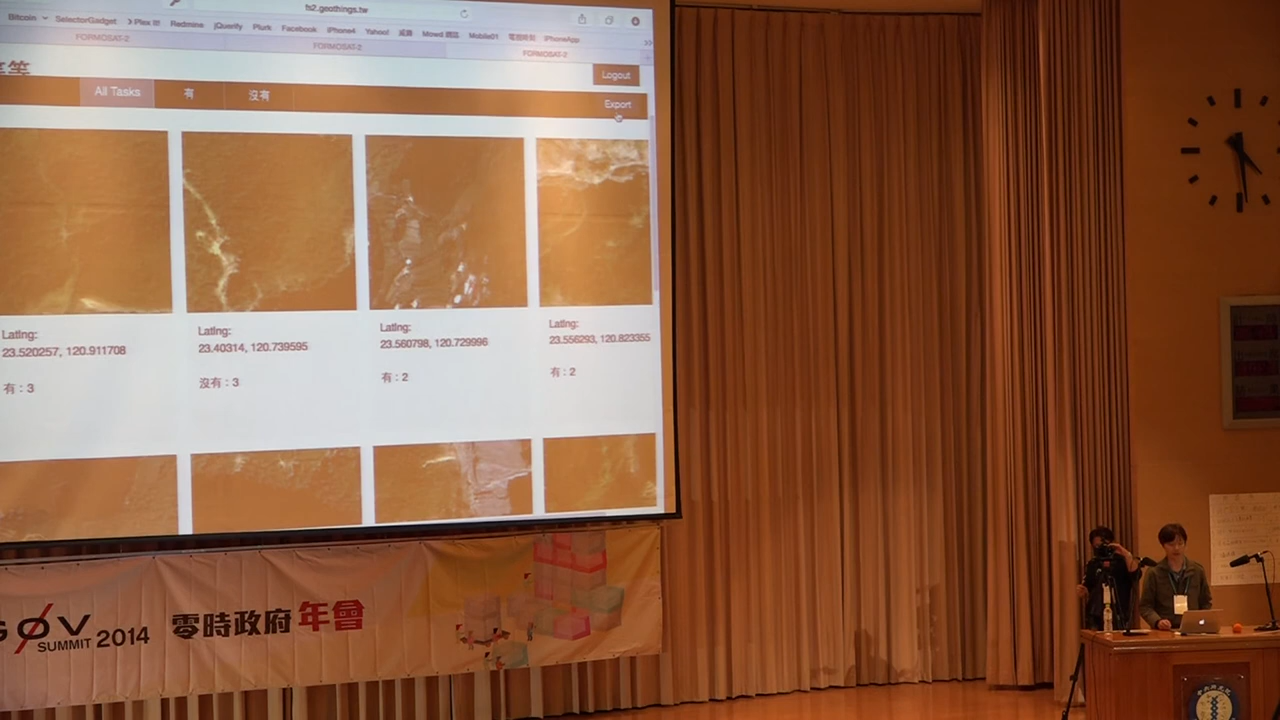 fs2.geothings.tw
Bitcoin SelectorGadget Plex Redmine jQuerify Plurk Facebook iPhone4 Yahoo! Mowd Mobile01 iPhoneApp
FORMOSAT-2 FORMOSAT-2 FORMOSAT-2
Logout
All Tasks 有 沒有 Export
Latlng: Latlng: Latlng: Latlng:
23.520257, 120.911708 23.40314, 120.739595 23.560798, 120.729996 23.556293, 120.823355
有 : 3 沒有 : 3 有 : 2 有 : 2
GØV SUMMIT 2014 零時政府年會